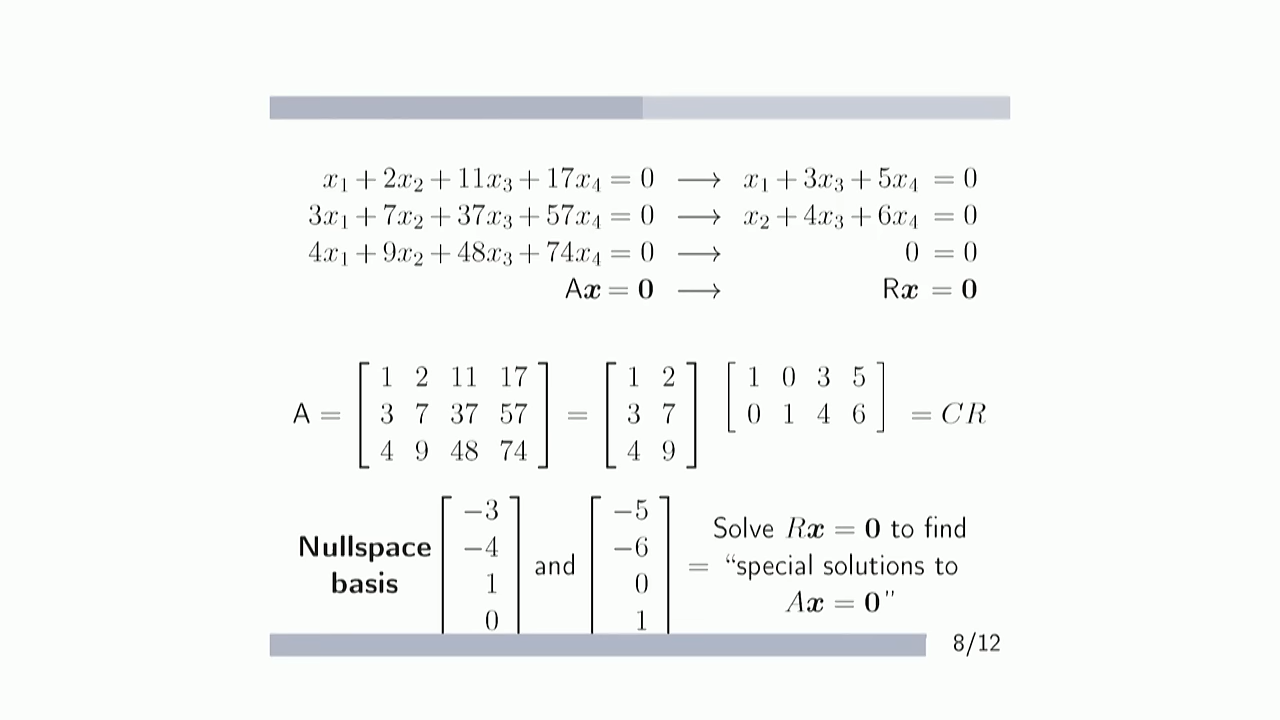 x₁ + 2x₂ + 11x₃ + 17x₄ = 0 ⟶ x₁ + 3x₃ + 5x₄ = 0
3x₁ + 7x₂ + 37x₃ + 57x₄ = 0 ⟶ x₂ + 4x₃ + 6x₄ = 0
4x₁ + 9x₂ + 48x₃ + 74x₄ = 0 ⟶ 0 = 0
Ax = 0 ⟶ Rx = 0
1 2 11 17 1 2 1 0 3 5
A = 3 7 37 57 = 3 7 0 1 4 6 = CR
4 9 48 74 4 9
Nullspace
basis
−3
−4
1
0
and
−5
−6
0
1
=
Solve Rx = 0 to find
“special solutions to
Ax = 0”
8/12